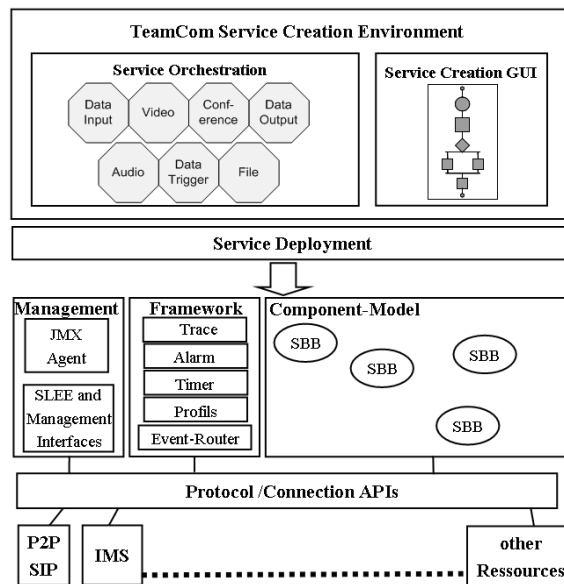 TeamCom Service Creation Environment
Service Orchestration
Data
Input
Video
Conf-
erence
Data
Output
Audio
Data
Trigger
File
Service Creation GUI
Service Deployment
Management
JMX
Agent
SLEE and
Management
Interfaces
Framework
Trace
Alarm
Timer
Profils
Event-Router
Component-Model
SBB
SBB
SBB
SBB
Protocol /Connection APIs
P2P
SIP
IMS
other
Ressources